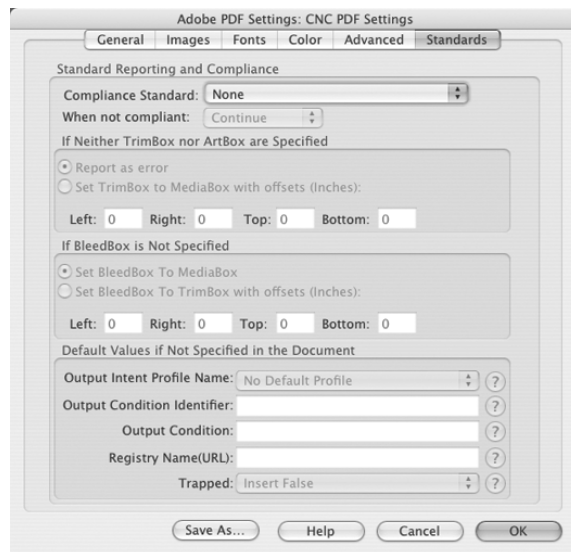 Adobe PDF Settings: CNC PDF Settings
General Images Fonts Color Advanced Standards
Standard Reporting and Compliance
Compliance Standard: None
When not compliant: Continue
If Neither TrimBox nor ArtBox are Specified
Report as error
Set TrimBox to MediaBox with offsets (Inches):
Left: 0 Right: 0 Top: 0 Bottom: 0
If BleedBox is Not Specified
Set BleedBox To MediaBox
Set BleedBox To TrimBox with offsets (Inches):
Left: 0 Right: 0 Top: 0 Bottom: 0
Default Values if Not Specified in the Document
Output Intent Profile Name: No Default Profile ?
Output Condition Identifier: ?
Output Condition: ?
Registry Name(URL): ?
Trapped: Insert False ?
Save As... Help Cancel OK